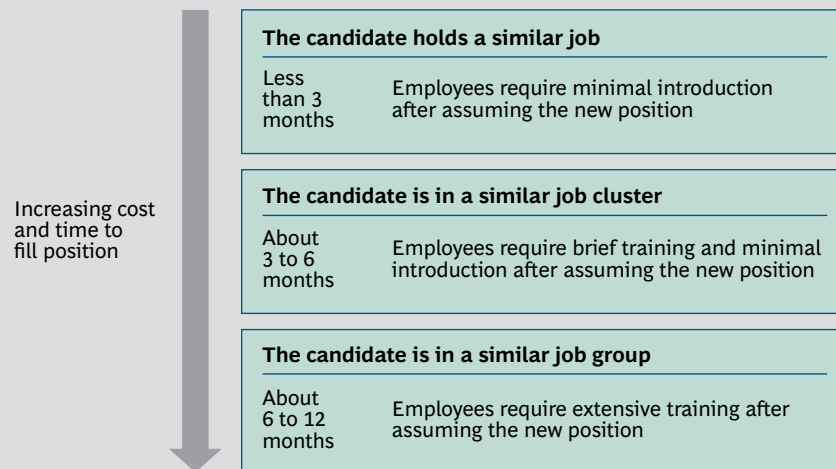 The candidate holds a similar job
Less
than 3
months
Employees require minimal introduction
after assuming the new position
Increasing cost
and time to
fill position
The candidate is in a similar job cluster
About
3 to 6
months
Employees require brief training and minimal
introduction after assuming the new position
The candidate is in a similar job group
About
6 to 12
months
Employees require extensive training after
assuming the new position